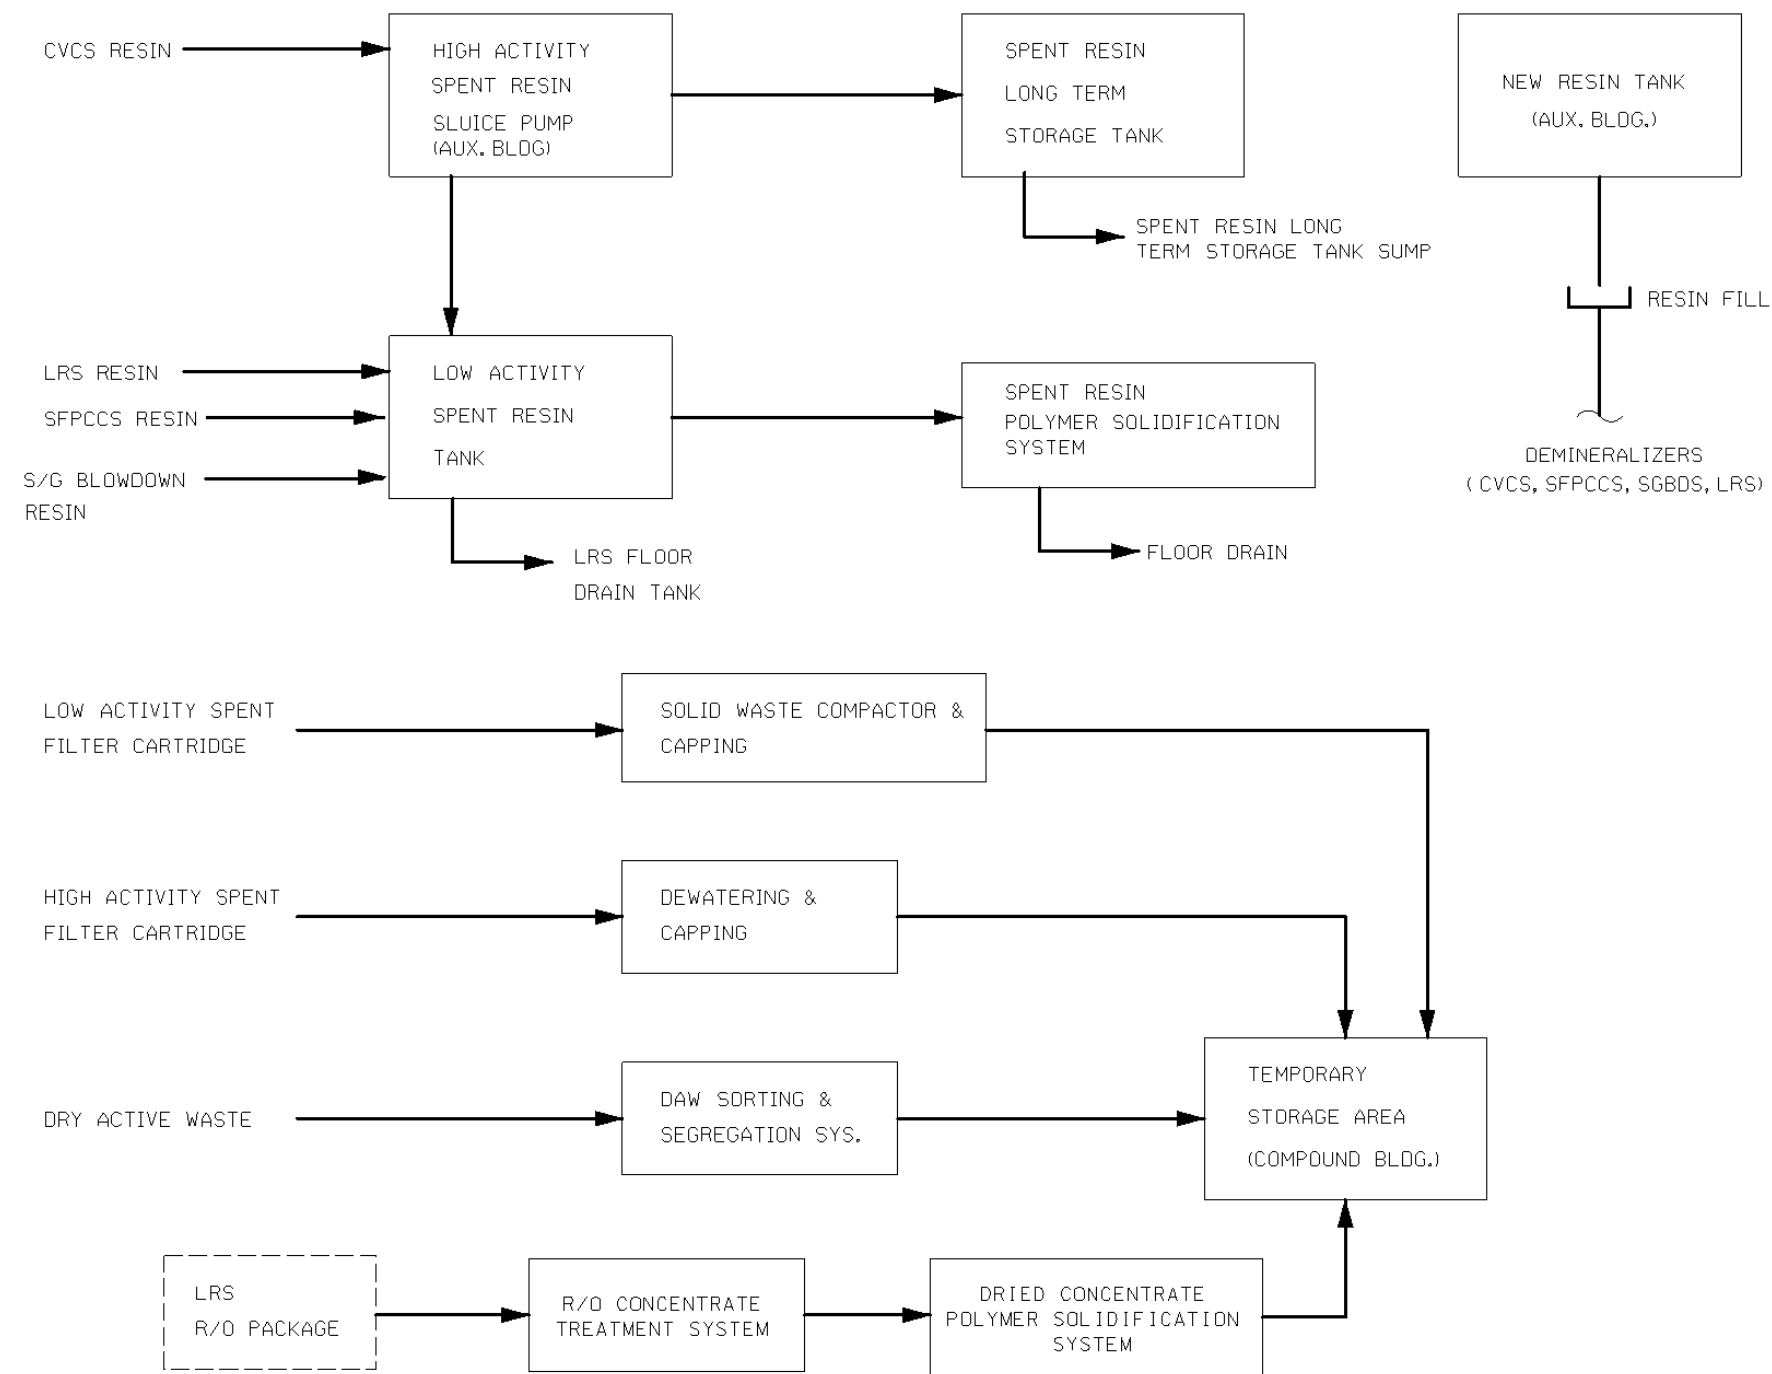 CVCS RESIN
HIGH ACTIVITY
SPENT RESIN
SLUICE PUMP
(AUX. BLDG)
SPENT RESIN
LONG TERM
STORAGE TANK
NEW RESIN TANK
(AUX. BLDG.)
SPENT RESIN LONG
TERM STORAGE TANK SUMP
RESIN FILL
LRS RESIN
SFPCCS RESIN
S/G BLOWDOWN
RESIN
LOW ACTIVITY
SPENT RESIN
TANK
SPENT RESIN
POLYMER SOLIDIFICATION
SYSTEM
DEMINERALIZERS
( CVCS, SFPCCS, SGBDS, LRS)
LRS FLOOR
DRAIN TANK
FLOOR DRAIN
LOW ACTIVITY SPENT
FILTER CARTRIDGE
SOLID WASTE COMPACTOR &
CAPPING
HIGH ACTIVITY SPENT
FILTER CARTRIDGE
DEWATERING &
CAPPING
DRY ACTIVE WASTE
DAW SORTING &
SEGREGATION SYS.
TEMPORARY
STORAGE AREA
(COMPOUND BLDG.)
LRS
R/O PACKAGE
R/O CONCENTRATE
TREATMENT SYSTEM
DRIED CONCENTRATE
POLYMER SOLIDIFICATION
SYSTEM